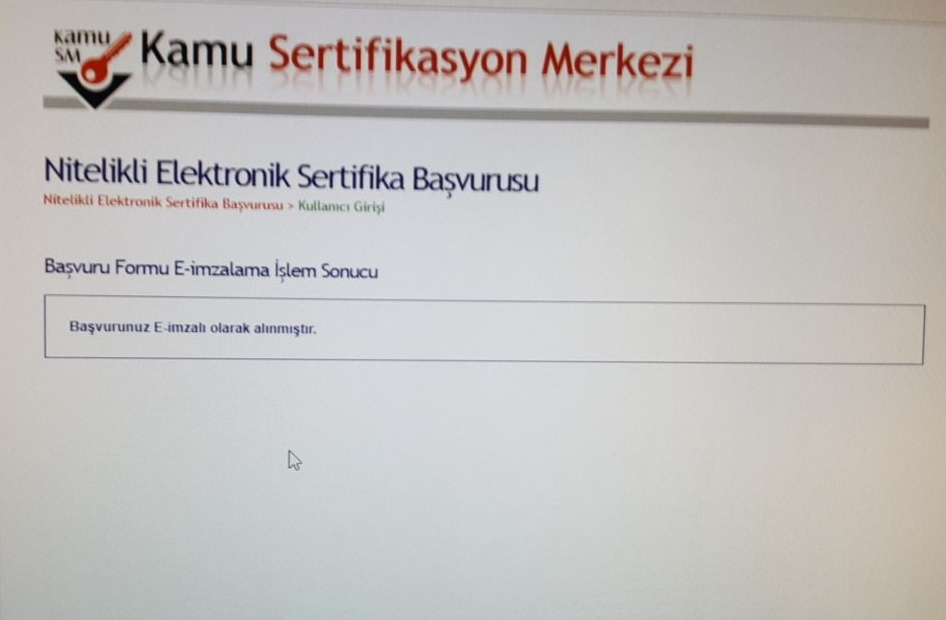 Kamu
SM
Kamu Sertifikasyon Merkezi
Nitelikli Elektronik Sertifika Başvurusu
Nitelikli Elektronik Sertifika Başvurusu > Kullanıcı Girişi
Başvuru Formu E-imzalama İşlem Sonucu
Başvurunuz E-imzalı olarak alınmıştır.